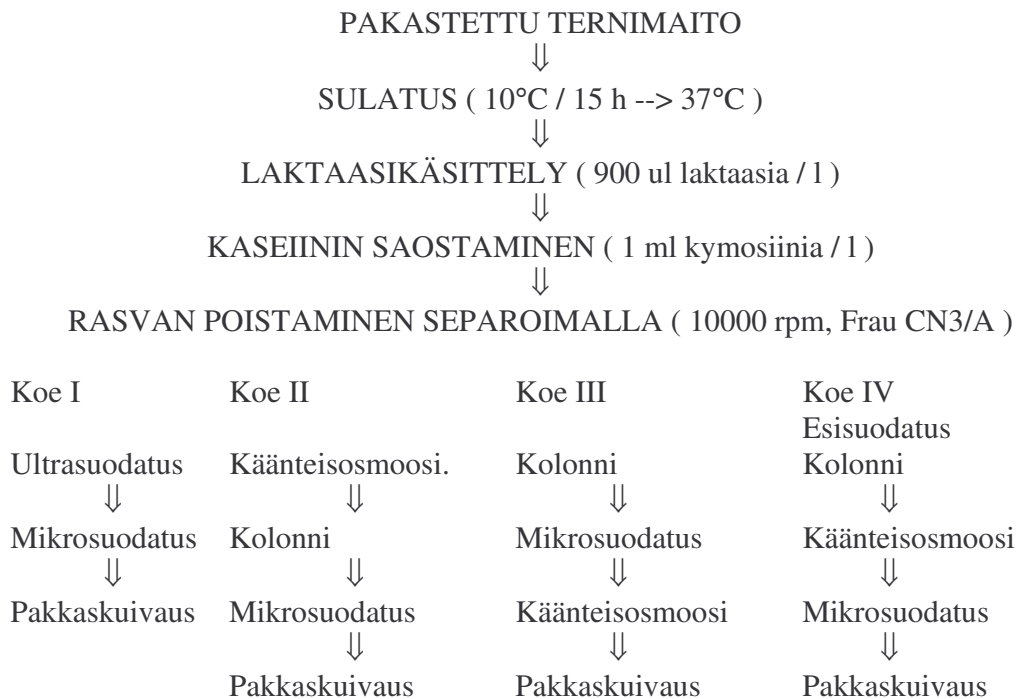 PAKASTETTU TERNIMAITO
⇓
SULATUS ( 10°C / 15 h --> 37°C )
⇓
LAKTAASIKÄSITTELY ( 900 ul laktaasia / l )
⇓
KASEIININ SAOSTAMINEN ( 1 ml kymosiinia / l )
⇓
RASVAN POISTAMINEN SEPAROIMALLA ( 10000 rpm, Frau CN3/A )
Koe I Koe II Koe III Koe IV
Esisuodatus
Ultrasuodatus Käänteisosmoosi. Kolonni Kolonni
⇓ ⇓ ⇓ ⇓
Mikrosuodatus Kolonni Mikrosuodatus Käänteisosmoosi
⇓ ⇓ ⇓ ⇓
Pakkaskuivaus Mikrosuodatus Käänteisosmoosi Mikrosuodatus
⇓ ⇓ ⇓
Pakkaskuivaus Pakkaskuivaus Pakkaskuivaus